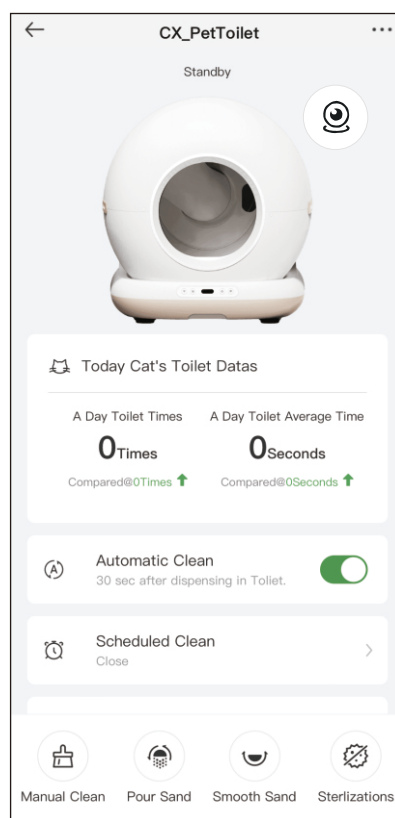 CX_PetToilet
Standby
Today Cat's Toilet Datas
A Day Toilet Times
A Day Toilet Average Time
0Times
0Seconds
Compared@0Times
Compared@0Seconds
Automatic Clean
30 sec after dispensing in Toliet.
Scheduled Clean
Close
Manual Clean
Pour Sand
Smooth Sand
Sterlizations